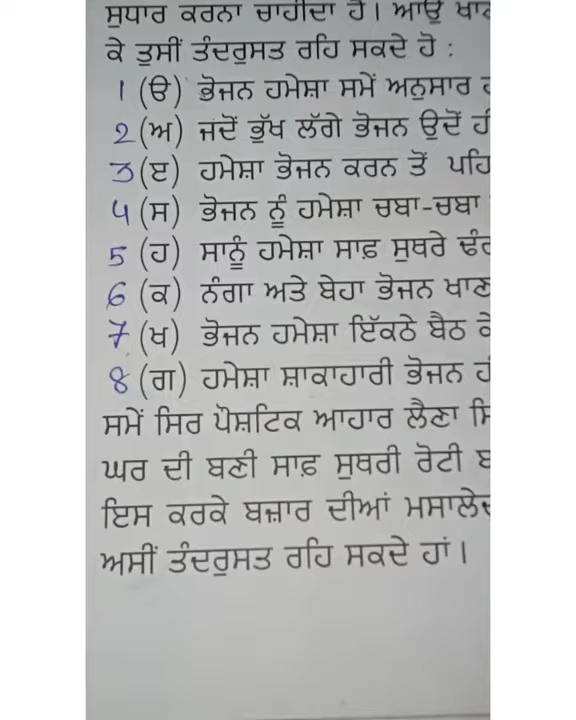 ਸੁਧਾਰ ਕਰਨਾ ਚਾਹੀਦਾ ਹੈ। ਆਉ
ਕੇ ਤੁਸੀਂ ਤੰਦਰੁਸਤ ਰਹਿ ਸਕਦੇ ਹੋ :
1 (ੳ) ਭੋਜਨ ਹਮੇਸ਼ਾ ਸਮੇਂ ਅਨੁਸਾਰ
2 (ਅ) ਜਦੋਂ ਭੁੱਖ ਲੱਗੇ ਭੋਜਨ ਉਦੋਂ
3 (ੲ) ਹਮੇਸ਼ਾ ਭੋਜਨ ਕਰਨ ਤੋਂ ਪਹਿ
4 (ਸ) ਭੋਜਨ ਨੂੰ ਹਮੇਸ਼ਾ ਚਬਾ-ਚਬਾ
5 (ਹ) ਸਾਨੂੰ ਹਮੇਸ਼ਾ ਸਾਫ਼ ਸੁਥਰੇ
6 (ਕ) ਨੰਗਾ ਅਤੇ ਬੇਹਾ ਭੋਜਨ ਖਾਣ
7 (ਖ) ਭੋਜਨ ਹਮੇਸ਼ਾ ਇੱਕਠੇ ਬੈਠ ਕੇ
8 (ਗ) ਹਮੇਸ਼ਾ ਸ਼ਾਕਾਹਾਰੀ ਭੋਜਨ
ਸਮੇਂ ਸਿਰ ਪੌਸ਼ਟਿਕ ਆਹਾਰ ਲੈਣਾ
ਘਰ ਦੀ ਬਣੀ ਸਾਫ਼ ਸੁਥਰੀ ਰੋਟੀ
ਇਸ ਕਰਕੇ ਬਜ਼ਾਰ ਦੀਆਂ ਮਸਾਲੇ
ਅਸੀਂ ਤੰਦਰੁਸਤ ਰਹਿ ਸਕਦੇ ਹਾਂ।